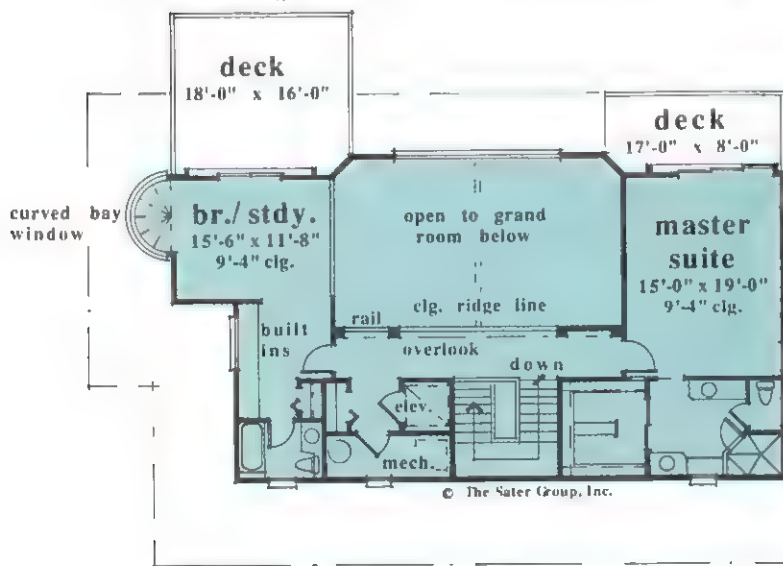 deck
18'-0" x 16'-0"
deck
17'-0" x 8'-0"
curved bay
window
br./stdy.
15'-6" x 11'-8"
9'-4" clg.
open to grand
room below
master
suite
15'-0" x 19'-0"
9'-4" clg.
clg. ridge line
rail
built
ins
overlook
down
elev.
mech.
© The Sater Group, Inc.